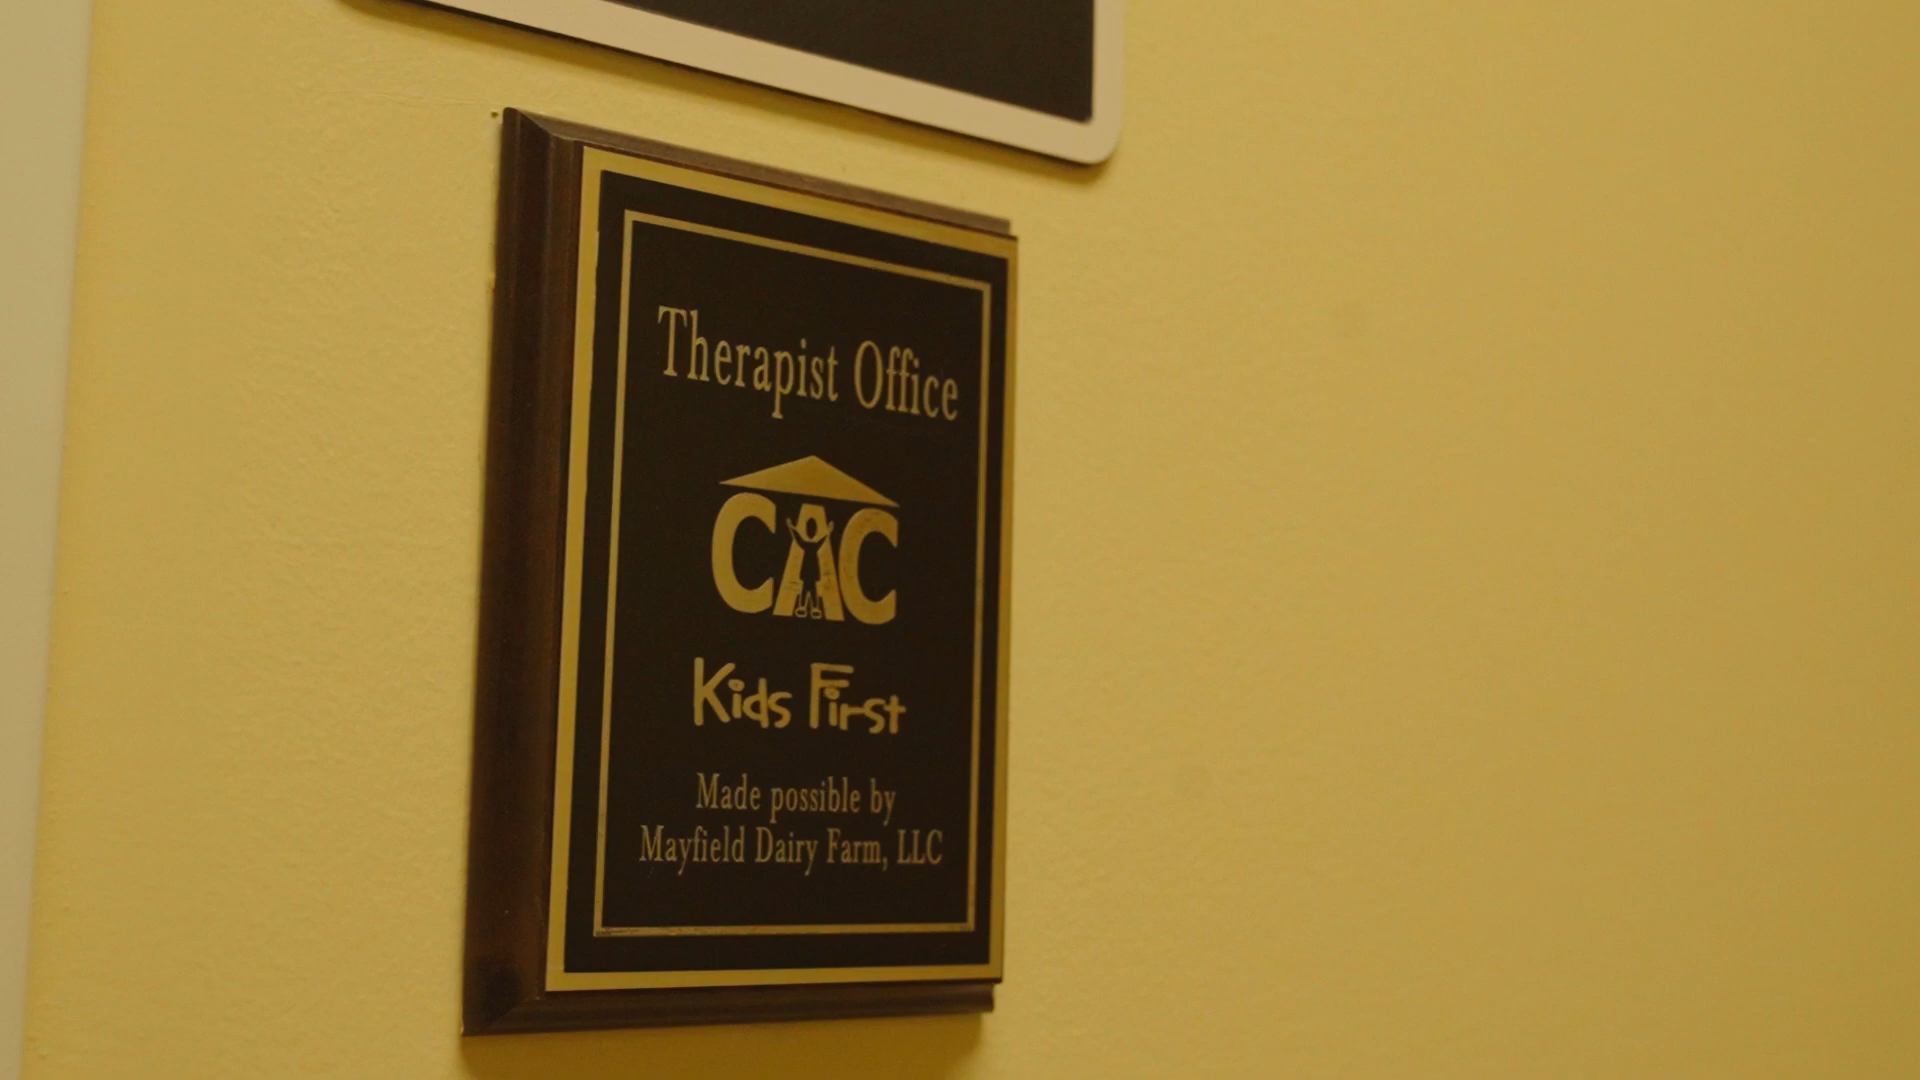 Therapist Office
CAC
Kids First
Made possible by
Mayfield Dairy Farm, LLC